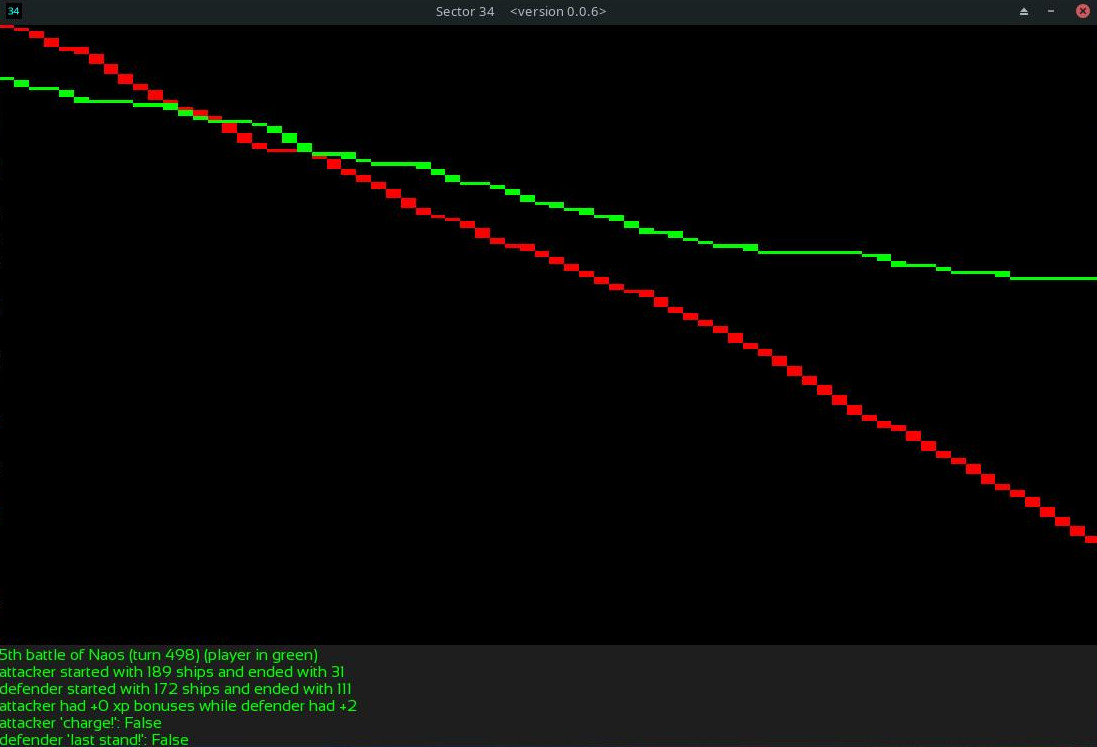 34
Sector 34 <version 0.0.6>
5th battle of Naos (turn 498) (player in green)
attacker started with 189 ships and ended with 31
defender started with 172 ships and ended with 111
attacker had +0 xp bonuses while defender had +2
attacker 'charge!': False
defender 'last stand!': False